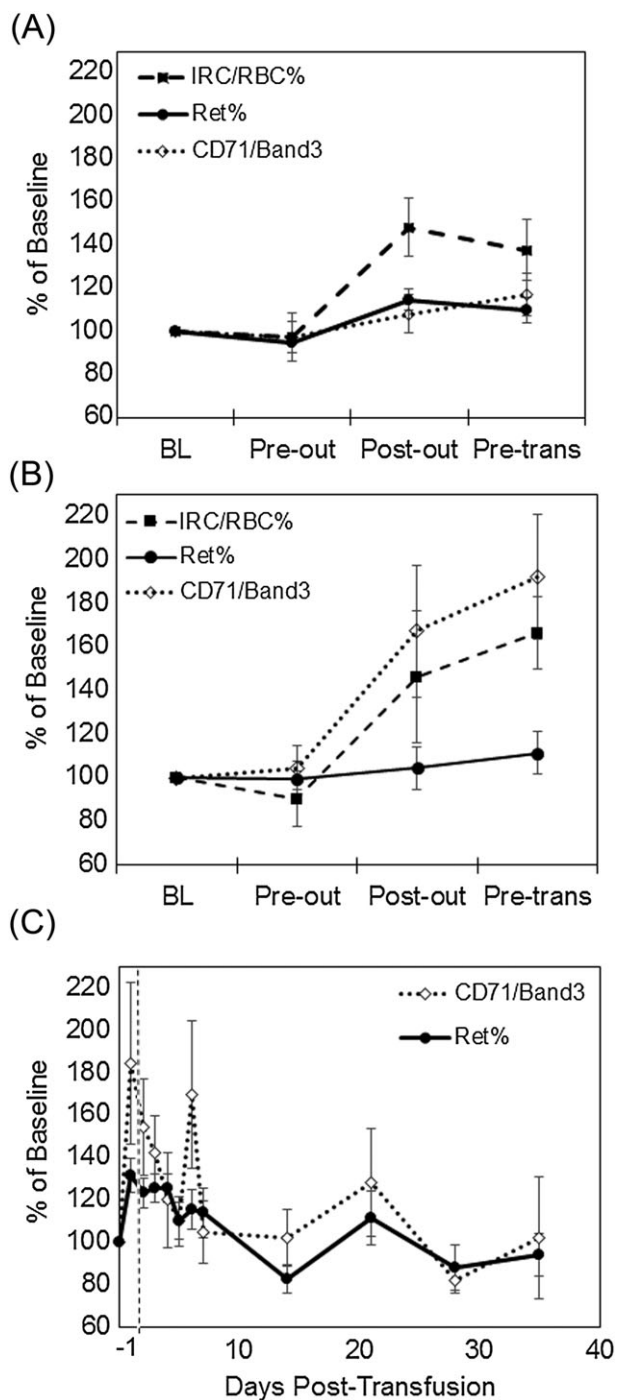 (A)
220
200
180
160
140
120
100
80
60
% of Baseline
IRC/RBC%
Ret%
CD71/Band3
BL Pre-out Post-out Pre-trans
(B)
220
200
180
160
140
120
100
80
60
% of Baseline
IRC/RBC%
Ret%
CD71/Band3
BL Pre-out Post-out Pre-trans
(C)
220
200
180
160
140
120
100
80
60
% of Baseline
CD71/Band3
Ret%
-1 10 20 30 40
Days Post-Transfusion